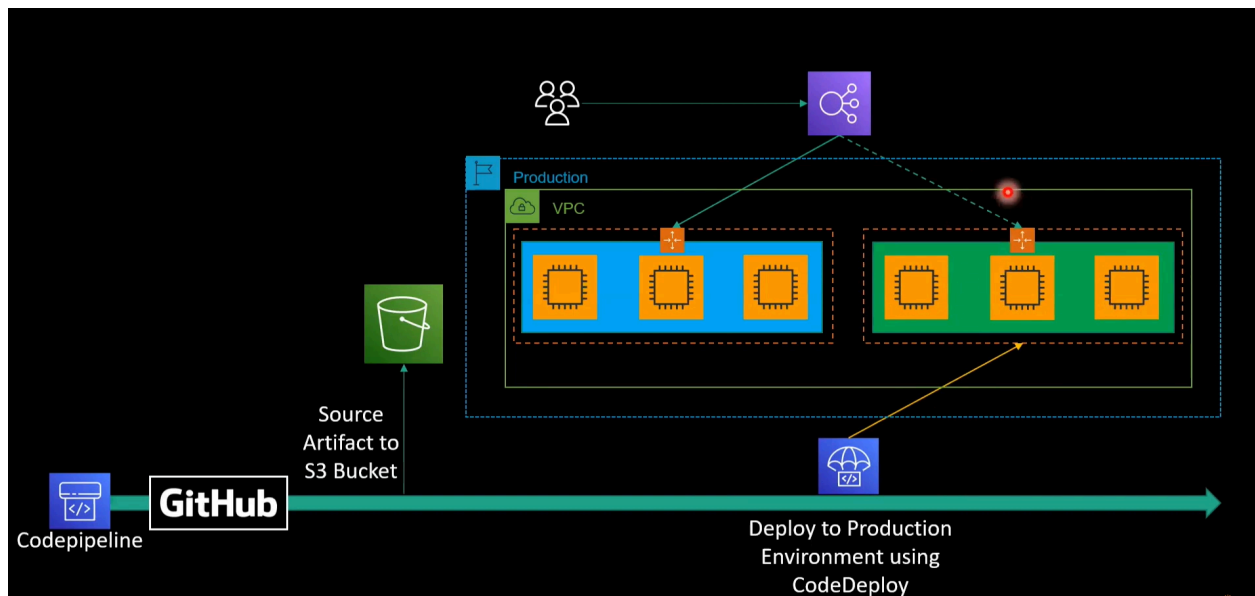 Production
VPC
Source
Artifact to
S3 Bucket
GitHub
Codepipeline
Deploy to Production
Environment using
CodeDeploy